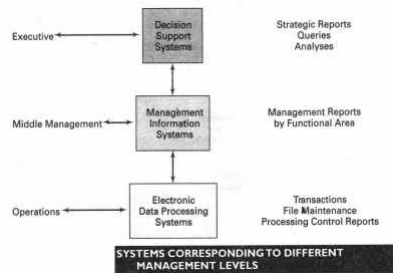 Decision
Support
Systems
Executive
Strategic Reports
Queries
Analyses
Management
Information
Systems
Middle Management
Management Reports
by Functional Area
Electronic
Data Processing
Systems
Operations
Transactions
File Maintenance
Processing Control Reports
SYSTEMS CORRESPONDING TO DIFFERENT
MANAGEMENT LEVELS